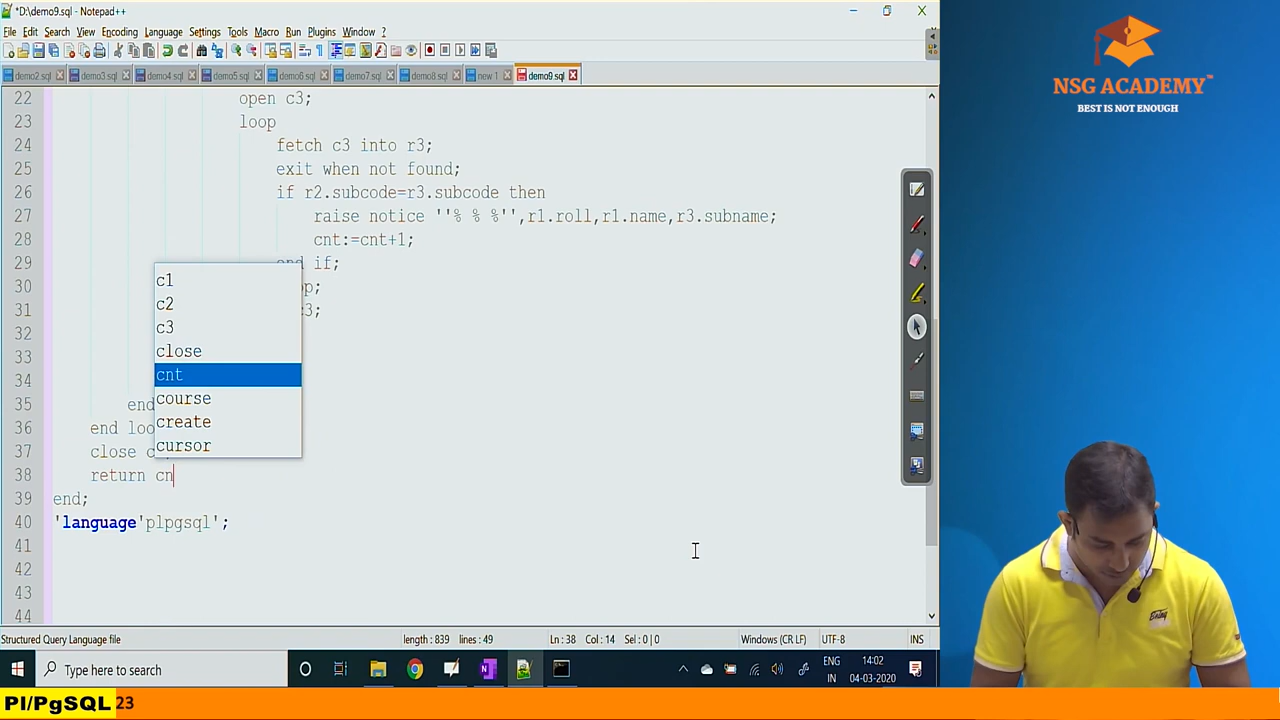 *D:\demo9.sql - Notepad++
File Edit Search View Encoding Language Settings Tools Macro Run Plugins Window ?
demo2.sql demo3.sql demo4.sql demo5.sql demo6.sql demo7.sql demo8.sql new 1 demo9.sql
22 open c3;
23 loop
24 fetch c3 into r3;
25 exit when not found;
26 if r2.subcode=r3.subcode then
27 raise notice ''% % %'',r1.roll,r1.name,r3.subname;
28 cnt:=cnt+1;
29 end if;
30 op;
31 c3;
32
33
34
35 end
36 end loo
37 close c
38 return cn
39 end;
40 'language'plpgsql';
41
42
43
44
c1
c2
c3
close
cnt
course
create
cursor
Structured Query Language file length : 839 lines : 49 Ln : 38 Col : 14 Sel : 0 | 0 Windows (CR LF) UTF-8 INS
Type here to search
ENG
IN
14:02
04-03-2020
NSG ACADEMY™
BEST IS NOT ENOUGH
Pl/PgSQL 23